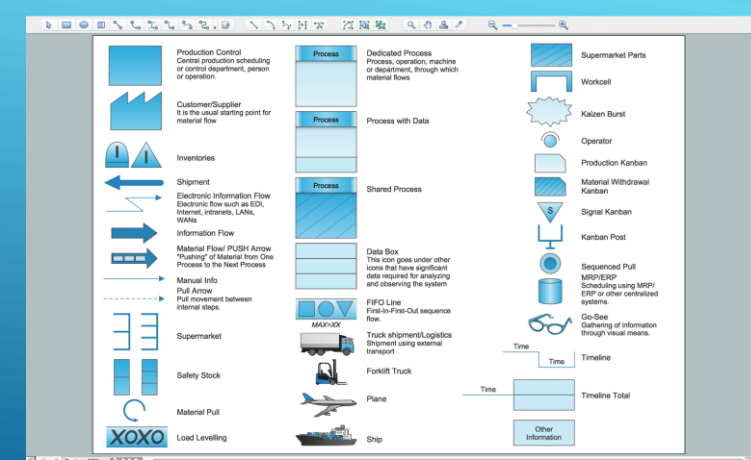 Production Control
Central production scheduling
or control department, person
or operation.
Customer/Supplier
It is the usual starting point for
material flow
I I
Inventories
Shipment
Electronic Information Flow
Electronic flow such as EDI,
Internet, intranets, LANs,
WANs
Information Flow
Material Flow/ PUSH Arrow
"Pushing" of Material from One
Process to the Next Process
Manual Info
Pull Arrow
Pull movement between
internal steps.
Supermarket
Safety Stock
Material Pull
XOXO
Load Levelling
Process
Dedicated Process
Process, operation, machine
or department, through which
material flows
Process
Process with Data
Process
Shared Process
Data Box
This icon goes under other
icons that have significant
data required for analyzing
and observing the system
FIFO Line
First-In-First-Out sequence
flow.
MAX=XX
Truck shipment/Logistics
Shipment using external
transport
Forklift Truck
Plane
Ship
Supermarket Parts
Workcell
Kaizen Burst
Operator
Production Kanban
Material Withdrawal
Kanban
S
Signal Kanban
Kanban Post
Sequenced Pull
MRP/ERP
Scheduling using MRP/
ERP or other centralized
systems.
Go-See
Gathering of information
through visual means.
Time
Time
Timeline
Time
Timeline Total
Other
Information